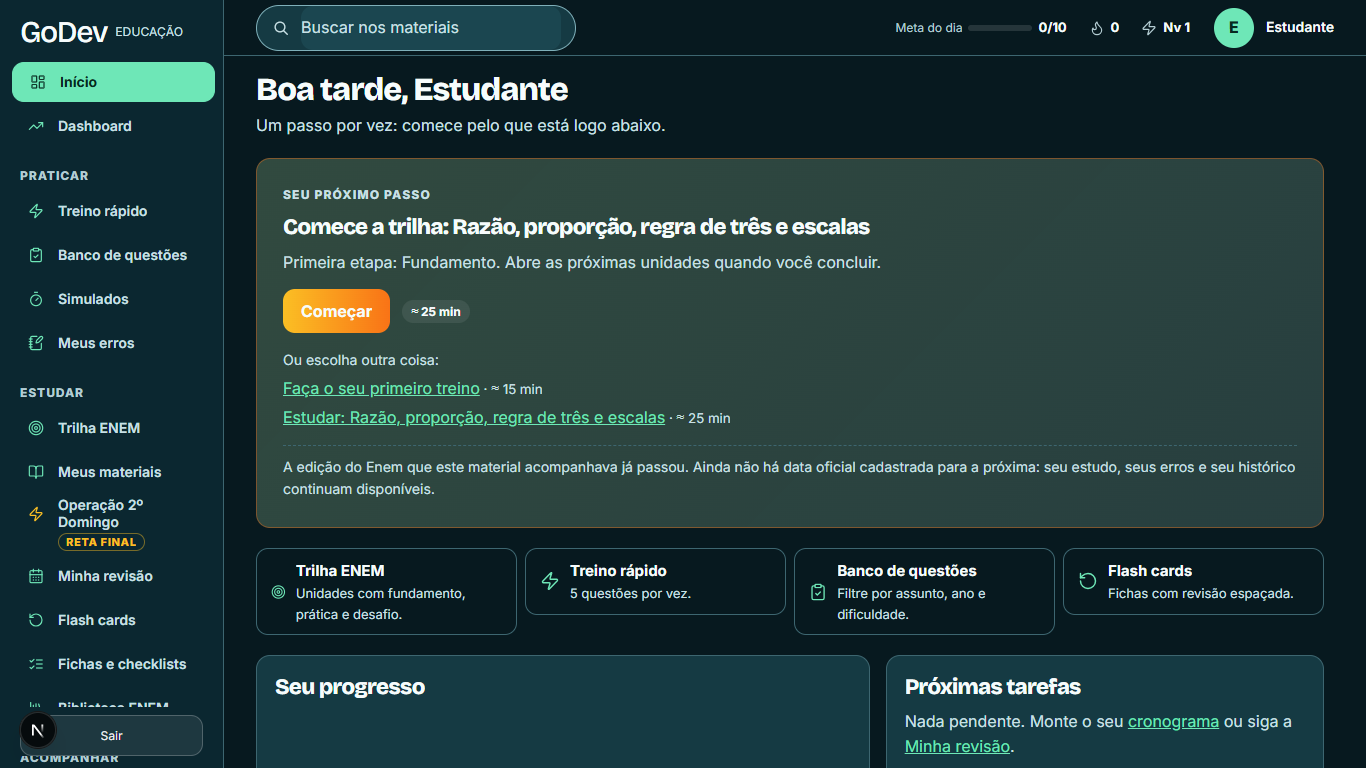 GoDev EDUCAÇÃO
Início
Dashboard
PRATICAR
Treino rápido
Banco de questões
Simulados
Meus erros
ESTUDAR
Trilha ENEM
Meus materiais
Operação 2º
Domingo
RETA FINAL
Minha revisão
Flash cards
Fichas e checklists
Biblioteca ENEM
N
Sair
ACOMPANHAR
Buscar nos materiais
Meta do dia 0/10 0 Nv 1 E Estudante
Boa tarde, Estudante
Um passo por vez: comece pelo que está logo abaixo.
SEU PRÓXIMO PASSO
Comece a trilha: Razão, proporção, regra de três e escalas
Primeira etapa: Fundamento. Abre as próximas unidades quando você concluir.
Começar ≈ 25 min
Ou escolha outra coisa:
Faça o seu primeiro treino · ≈ 15 min
Estudar: Razão, proporção, regra de três e escalas · ≈ 25 min
A edição do Enem que este material acompanhava já passou. Ainda não há data oficial cadastrada para a próxima: seu estudo, seus erros e seu histórico
continuam disponíveis.
Trilha ENEM
Unidades com fundamento,
prática e desafio.
Treino rápido
5 questões por vez.
Banco de questões
Filtre por assunto, ano e
dificuldade.
Flash cards
Fichas com revisão espaçada.
Seu progresso
Próximas tarefas
Nada pendente. Monte o seu cronograma ou siga a
Minha revisão.